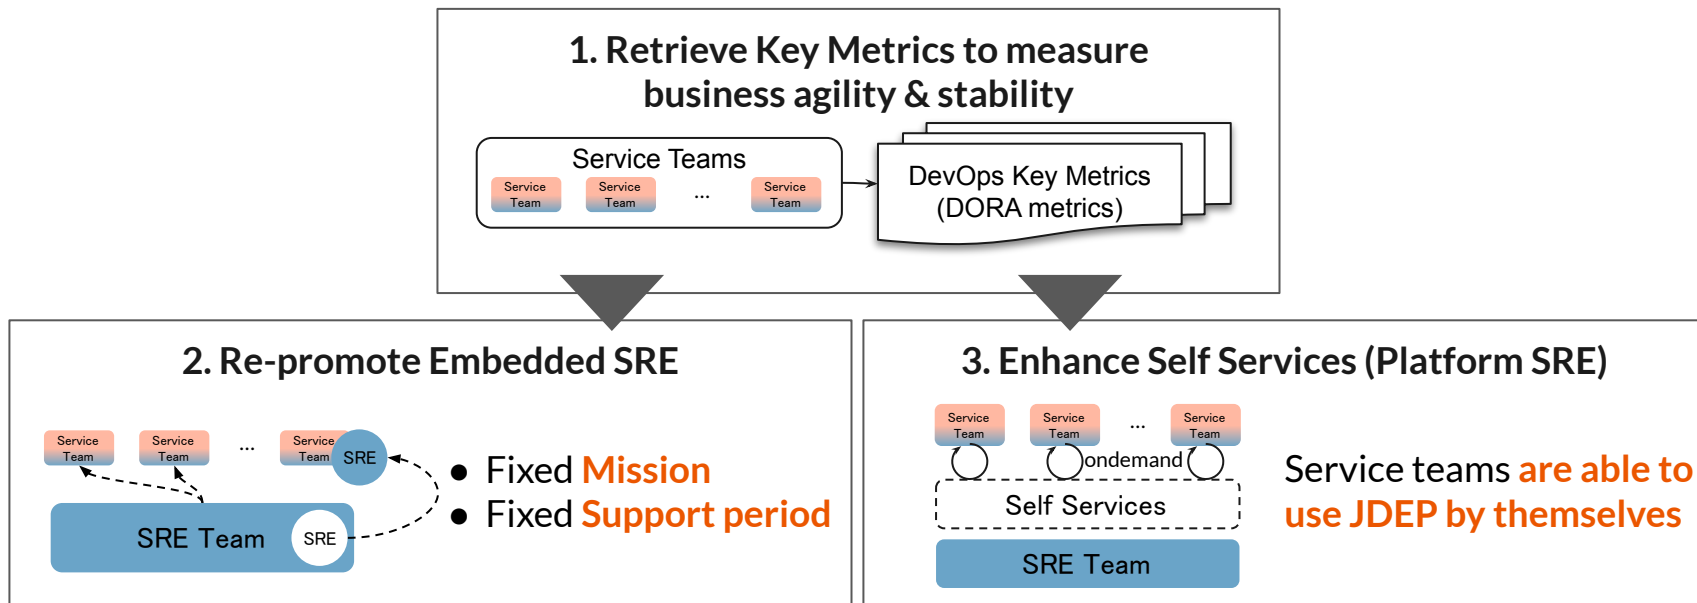 1. Retrieve Key Metrics to measure
business agility & stability
Service Teams
Service
Team
Service
Team
...
Service
Team
DevOps Key Metrics
(DORA metrics)
2. Re-promote Embedded SRE
Service
Team
Service
Team
...
Service
Team
SRE
SRE Team
SRE
● Fixed Mission
● Fixed Support period
3. Enhance Self Services (Platform SRE)
Service
Team
Service
Team
...
Service
Team
ondemand
Self Services
SRE Team
Service teams are able to
use JDEP by themselves